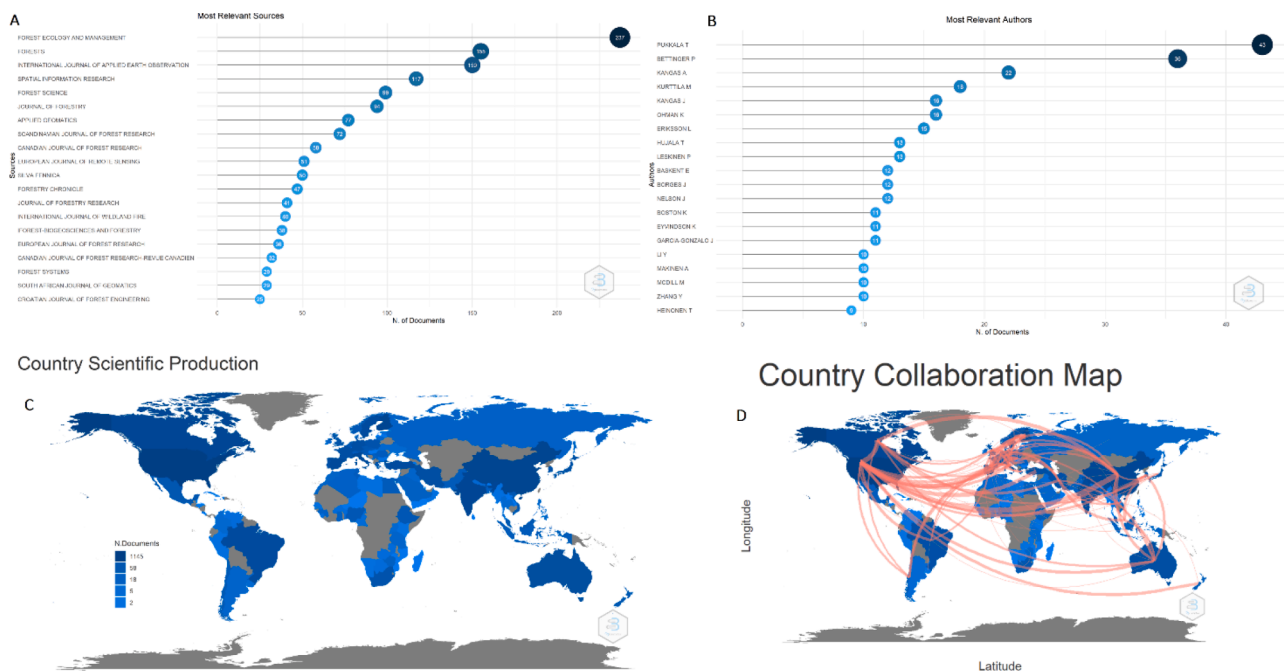 A
Most Relevant Sources
FOREST ECOLOGY AND MANAGEMENT
FORESTS
INTERNATIONAL JOURNAL OF APPLIED EARTH OBSERVATION
SPATIAL INFORMATION RESEARCH
FOREST SCIENCE
JOURNAL OF FORESTRY
APPLIED GEOMATICS
SCANDINAVIAN JOURNAL OF FOREST RESEARCH
CANADIAN JOURNAL OF FOREST RESEARCH
EUROPEAN JOURNAL OF REMOTE SENSING
SILVA FENNICA
FORESTRY CHRONICLE
JOURNAL OF FORESTRY RESEARCH
INTERNATIONAL JOURNAL OF WILDLAND FIRE
IFOREST-BIOGEOSCIENCES AND FORESTRY
EUROPEAN JOURNAL OF FOREST RESEARCH
CANADIAN JOURNAL OF FOREST RESEARCH-REVUE CANADIEN
FOREST SYSTEMS
SOUTH AFRICAN JOURNAL OF GEOMATICS
CROATIAN JOURNAL OF FOREST ENGINEERING
Sources
237
155
150
117
99
94
77
72
58
51
50
47
41
40
38
36
32
29
29
25
0
50
100
150
200
N. of Documents
B
Most Relevant Authors
PUKKALA T
BETTINGER P
KANGAS A
KURTTILA M
KANGAS J
OHMAN K
ERIKSSON L
HUJALA T
LESKINEN P
BASKENT E
BORGES J
NELSON J
BOSTON K
EYVINDSON K
GARCIA-GONZALO J
LI Y
MAKINEN A
MCDILL M
ZHANG Y
HEINONEN T
Authors
43
36
22
18
16
16
15
13
13
12
12
12
11
11
11
10
10
10
10
9
0
10
20
30
40
N. of Documents
Country Scientific Production
C
N.Documents
1145
58
18
6
2
Country Collaboration Map
D
Longitude
Latitude